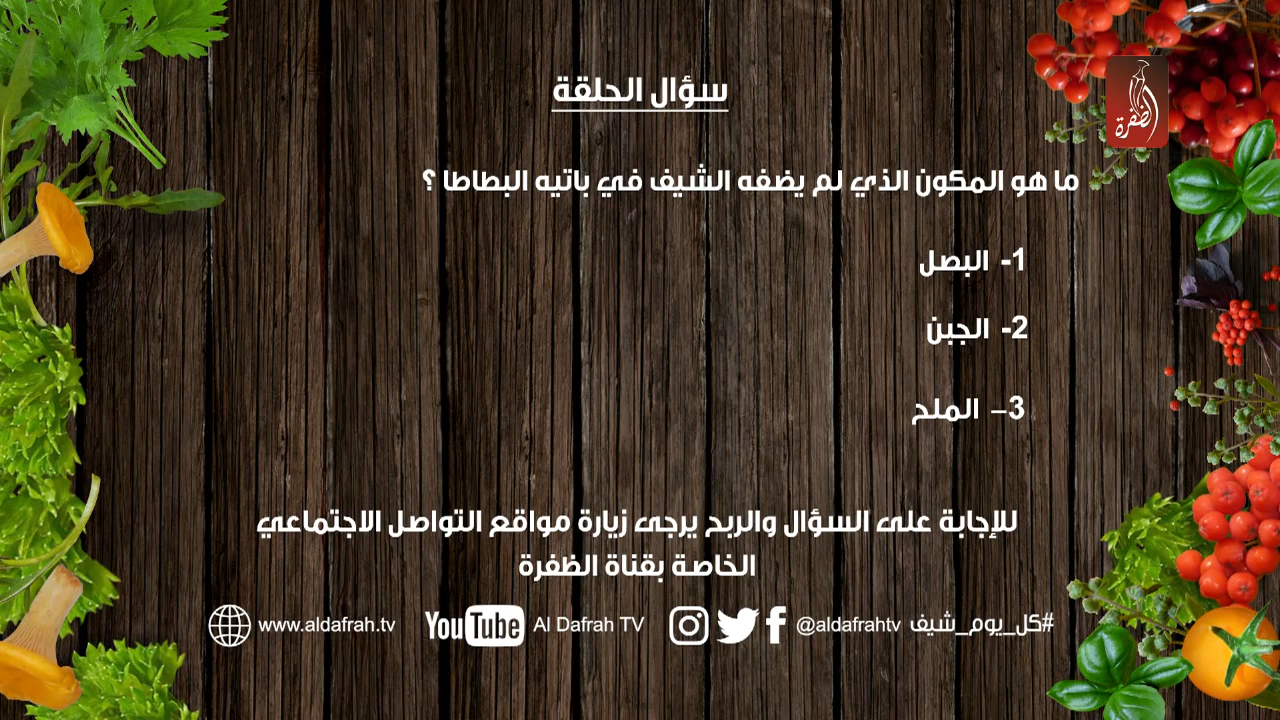 الظفرة
سؤال الحلقة
ما هو المكون الذي لم يضفه الشيف في باتيه البطاطا ؟
1- البصل
2- الجبن
3– الملح
للإجابة على السؤال والربح يرجى زيارة مواقع التواصل الاجتماعي
الخاصة بقناة الظفرة
www.aldafrah.tv YouTube Al Dafrah TV @aldafrahtv #كل_يوم_شيف